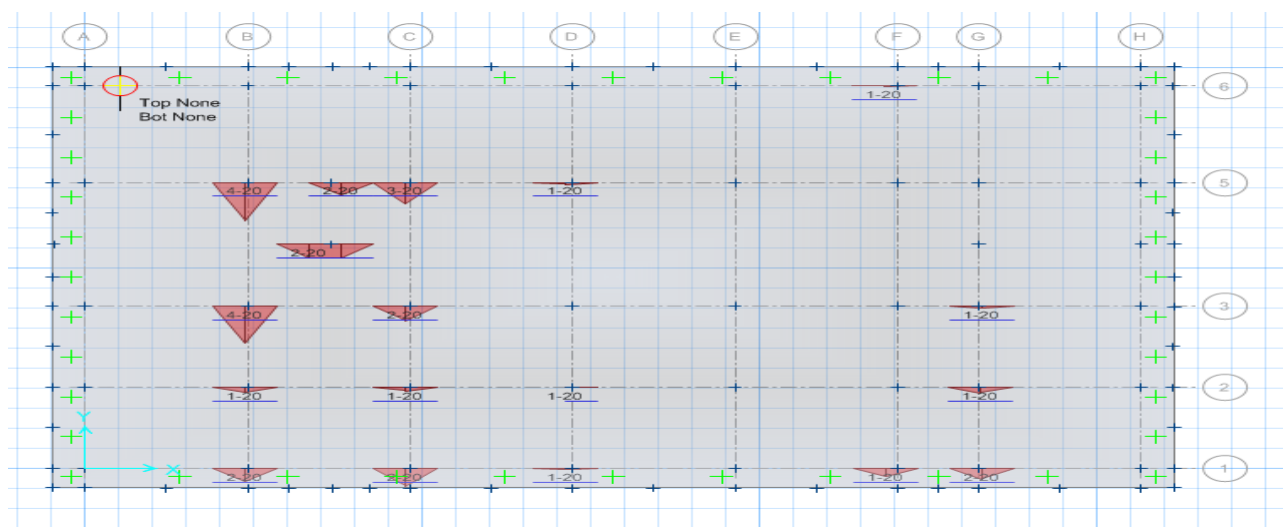 A B C D E F G H
6
1-20
Top None
Bot None
4-20 2-20 3-20 1-20
5
2-20
4-20 2-20 1-20
3
1-20 1-20 1-20 1-20
2
Y
X
2-20 2-20 1-20 1-20 2-20
1